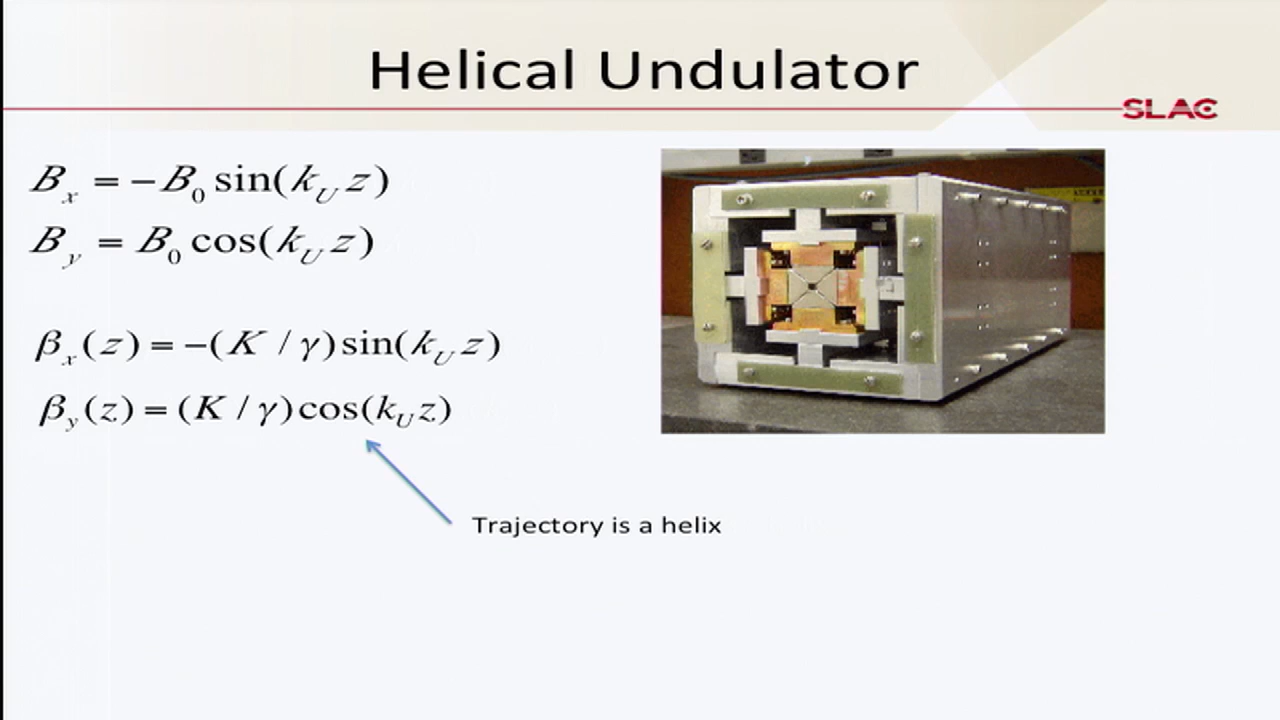 Helical Undulator
SLAC
B_x = −B_0 sin(k_U z)
B_y = B_0 cos(k_U z)
β_x(z) = −(K / γ)sin(k_U z)
β_y(z) = (K / γ)cos(k_U z)
Trajectory is a helix